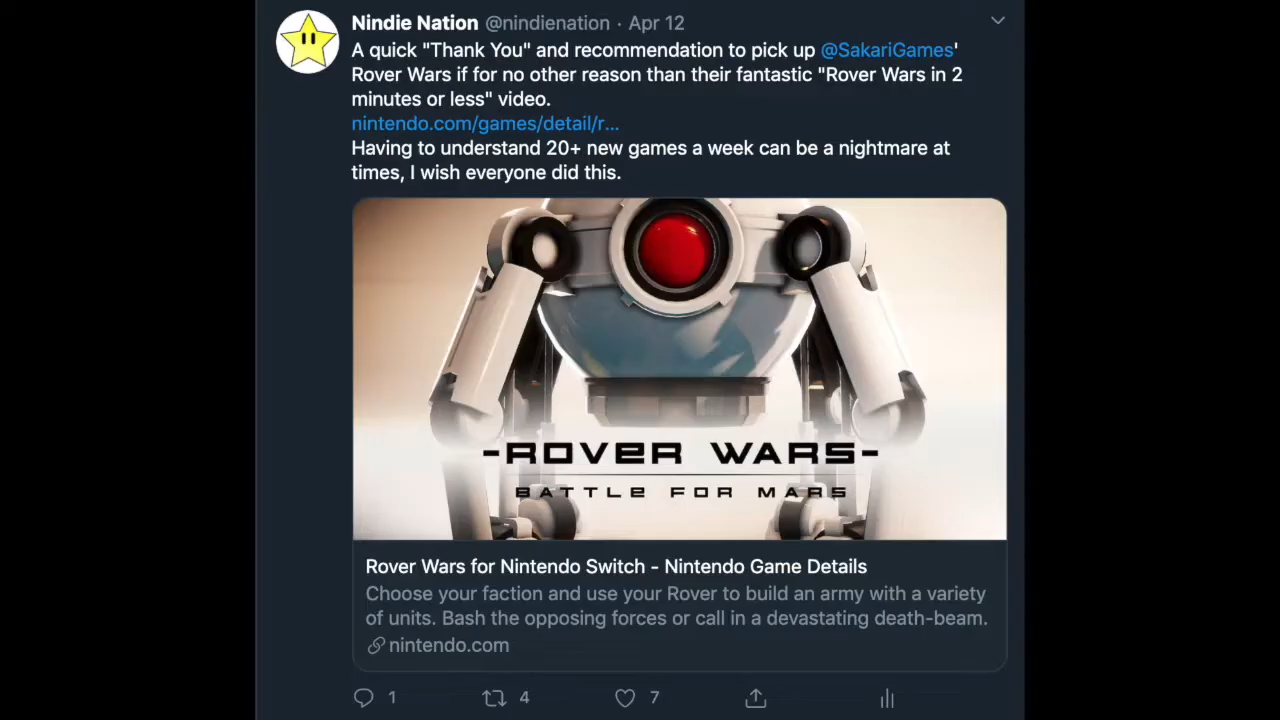 Nindie Nation @nindienation · Apr 12
A quick "Thank You" and recommendation to pick up @SakariGames'
Rover Wars if for no other reason than their fantastic "Rover Wars in 2
minutes or less" video.
nintendo.com/games/detail/r...
Having to understand 20+ new games a week can be a nightmare at
times, I wish everyone did this.
-ROVER WARS-
BATTLE FOR MARS
Rover Wars for Nintendo Switch - Nintendo Game Details
Choose your faction and use your Rover to build an army with a variety
of units. Bash the opposing forces or call in a devastating death-beam.
nintendo.com
1 4 7